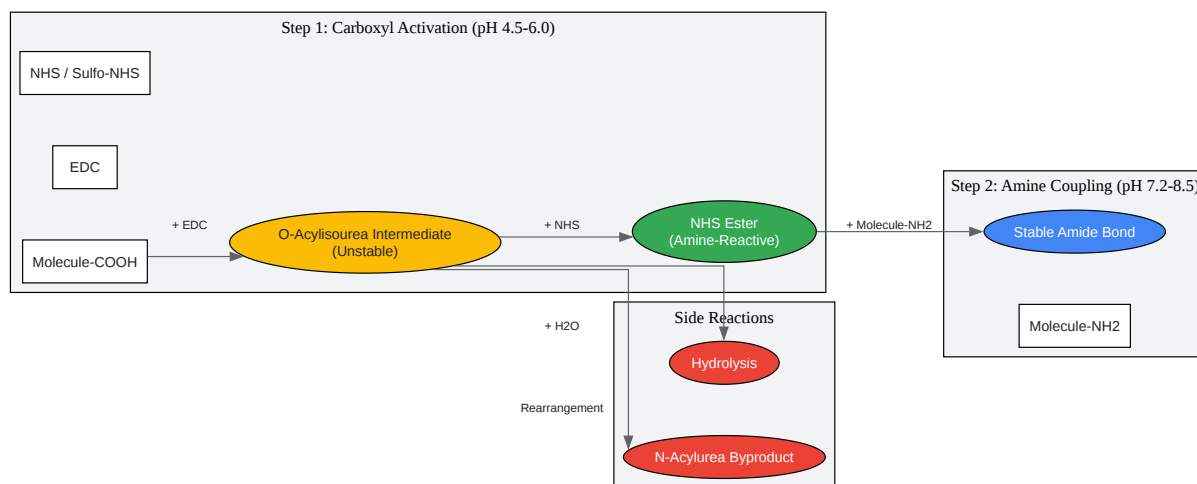 Step 1: Carboxyl Activation (pH 4.5-6.0)
NHS / Sulfo-NHS
EDC
Molecule-COOH
+ EDC
O-Acylisourea Intermediate
(Unstable)
+ NHS
NHS Ester
(Amine-Reactive)
+ Molecule-NH2
Step 2: Amine Coupling (pH 7.2-8.5)
Stable Amide Bond
Molecule-NH2
Side Reactions
+ H2O
Hydrolysis
Rearrangement
N-Acylurea Byproduct